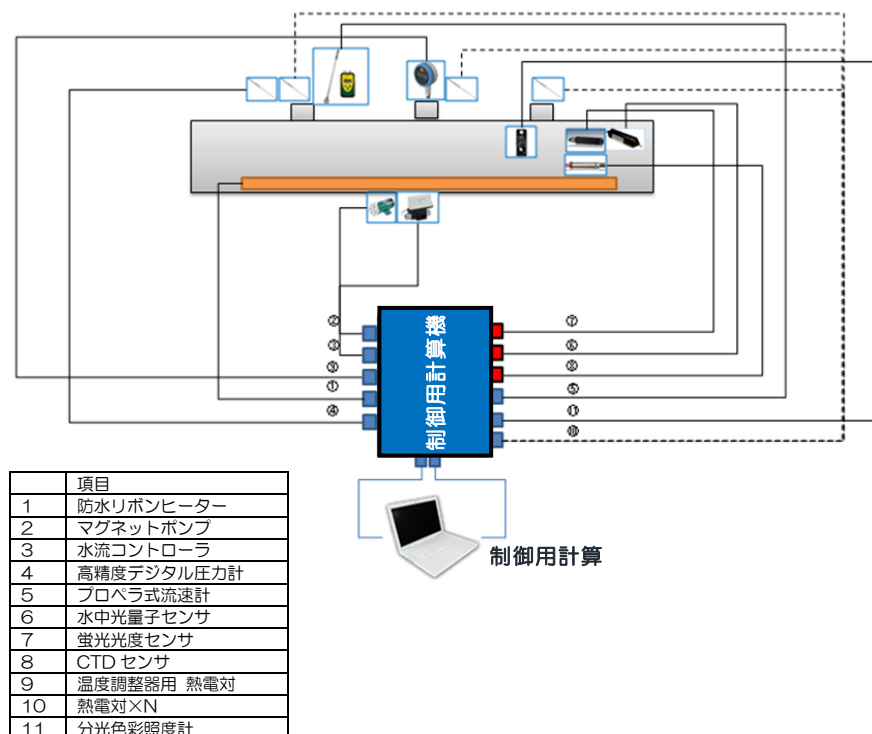 ②
③
①
④
制御用計算機
⑦
⑥
⑧
⑤
⑪
⑩
制御用計算
項目
1 防水リボンヒーター
2 マグネットポンプ
3 水流コントローラ
4 高精度デジタル圧力計
5 プロペラ式流速計
6 水中光量子センサ
7 蛍光光度センサ
8 CTD センサ
9 温度調整器用 熱電対
10 熱電対×N
11 分光色彩照度計